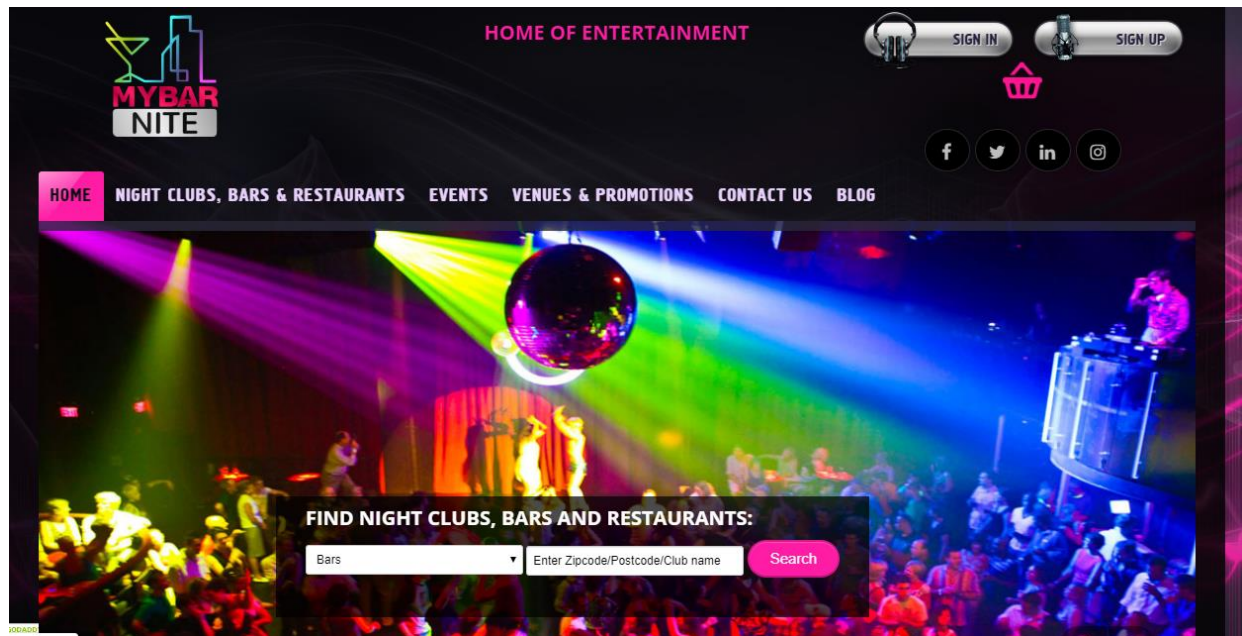 MYBAR
NITE
HOME OF ENTERTAINMENT
SIGN IN
SIGN UP
HOME NIGHT CLUBS, BARS & RESTAURANTS EVENTS VENUES & PROMOTIONS CONTACT US BLOG
EXIT
FIND NIGHT CLUBS, BARS AND RESTAURANTS:
Bars
Enter Zipcode/Postcode/Club name
Search